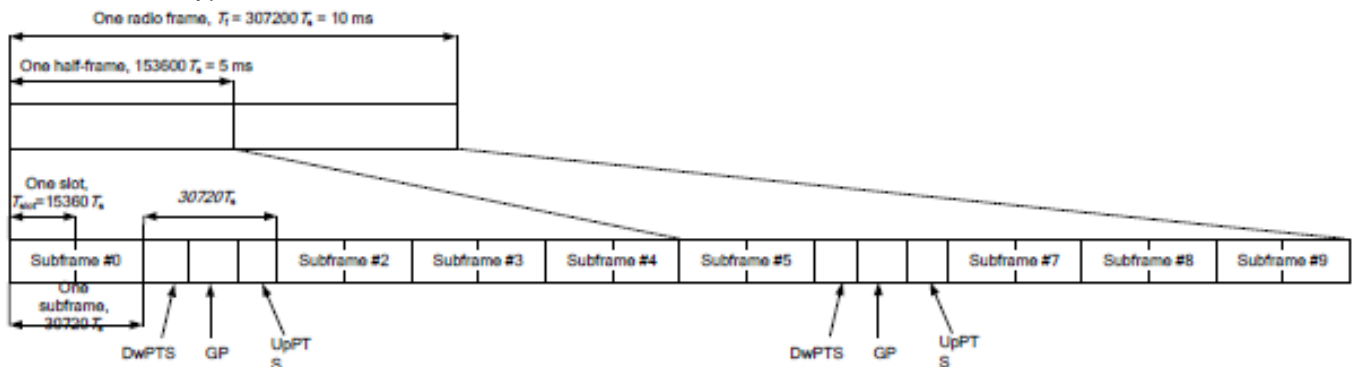 One radio frame, Tf = 307200 Ts = 10 ms
One half-frame, 153600 Ts = 5 ms
One slot,
Tslot=15360 Ts
30720Ts
Subframe #0
Subframe #2
Subframe #3
Subframe #4
Subframe #5
Subframe #7
Subframe #8
Subframe #9
One
subframe,
30720 Ts
DwPTS
GP
UpPT
S
DwPTS
GP
UpPT
S